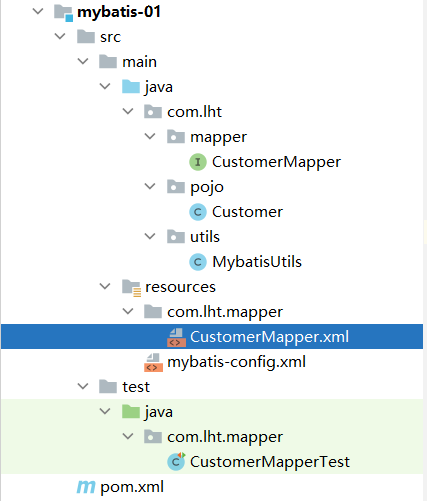 mybatis-01
src
main
java
com.lht
mapper
I CustomerMapper
pojo
C Customer
utils
C MybatisUtils
resources
com.lht.mapper
CustomerMapper.xml
mybatis-config.xml
test
java
com.lht.mapper
C CustomerMapperTest
m pom.xml